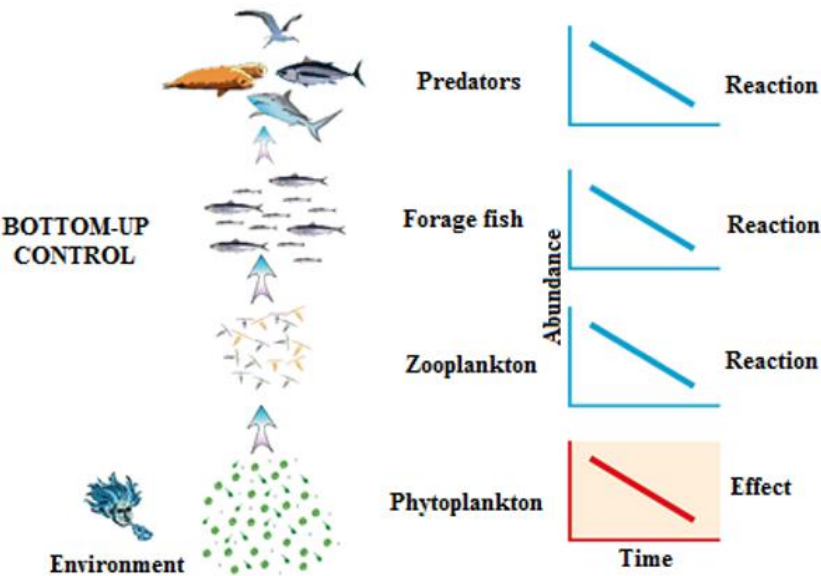 Predators
Reaction
BOTTOM-UP
CONTROL
Forage fish
Reaction
Abundance
Zooplankton
Reaction
Phytoplankton
Effect
Environment
Time